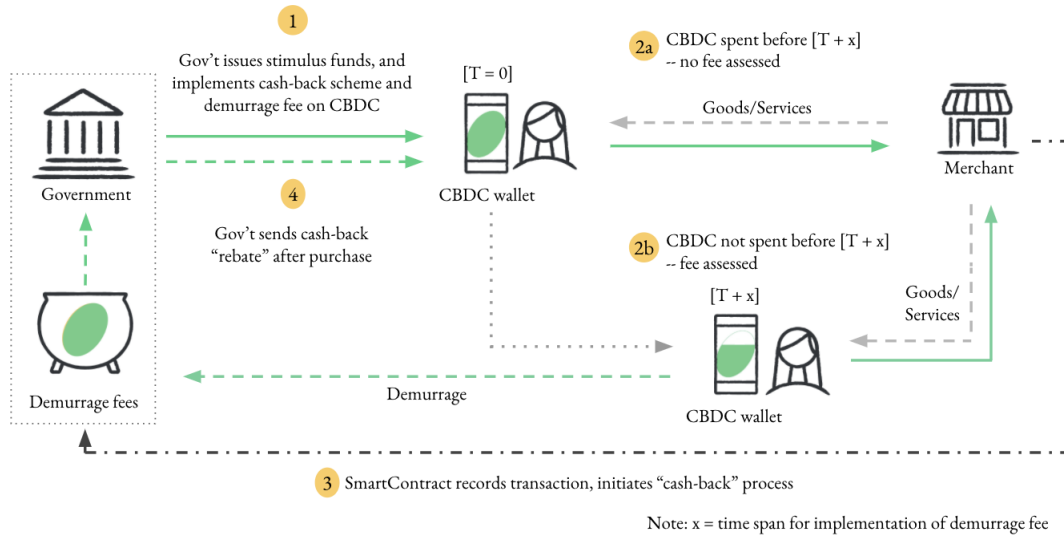 1
Gov't issues stimulus funds, and
implements cash-back scheme and
demurrage fee on CBDC
Government
4
Gov't sends cash-back
“rebate” after purchase
Demurrage fees
[T = 0]
CBDC wallet
2a
CBDC spent before [T + x]
-- no fee assessed
Goods/Services
Merchant
2b
CBDC not spent before [T + x]
-- fee assessed
[T + x]
CBDC wallet
Goods/
Services
Demurrage
3
SmartContract records transaction, initiates “cash-back” process
Note: x = time span for implementation of demurrage fee